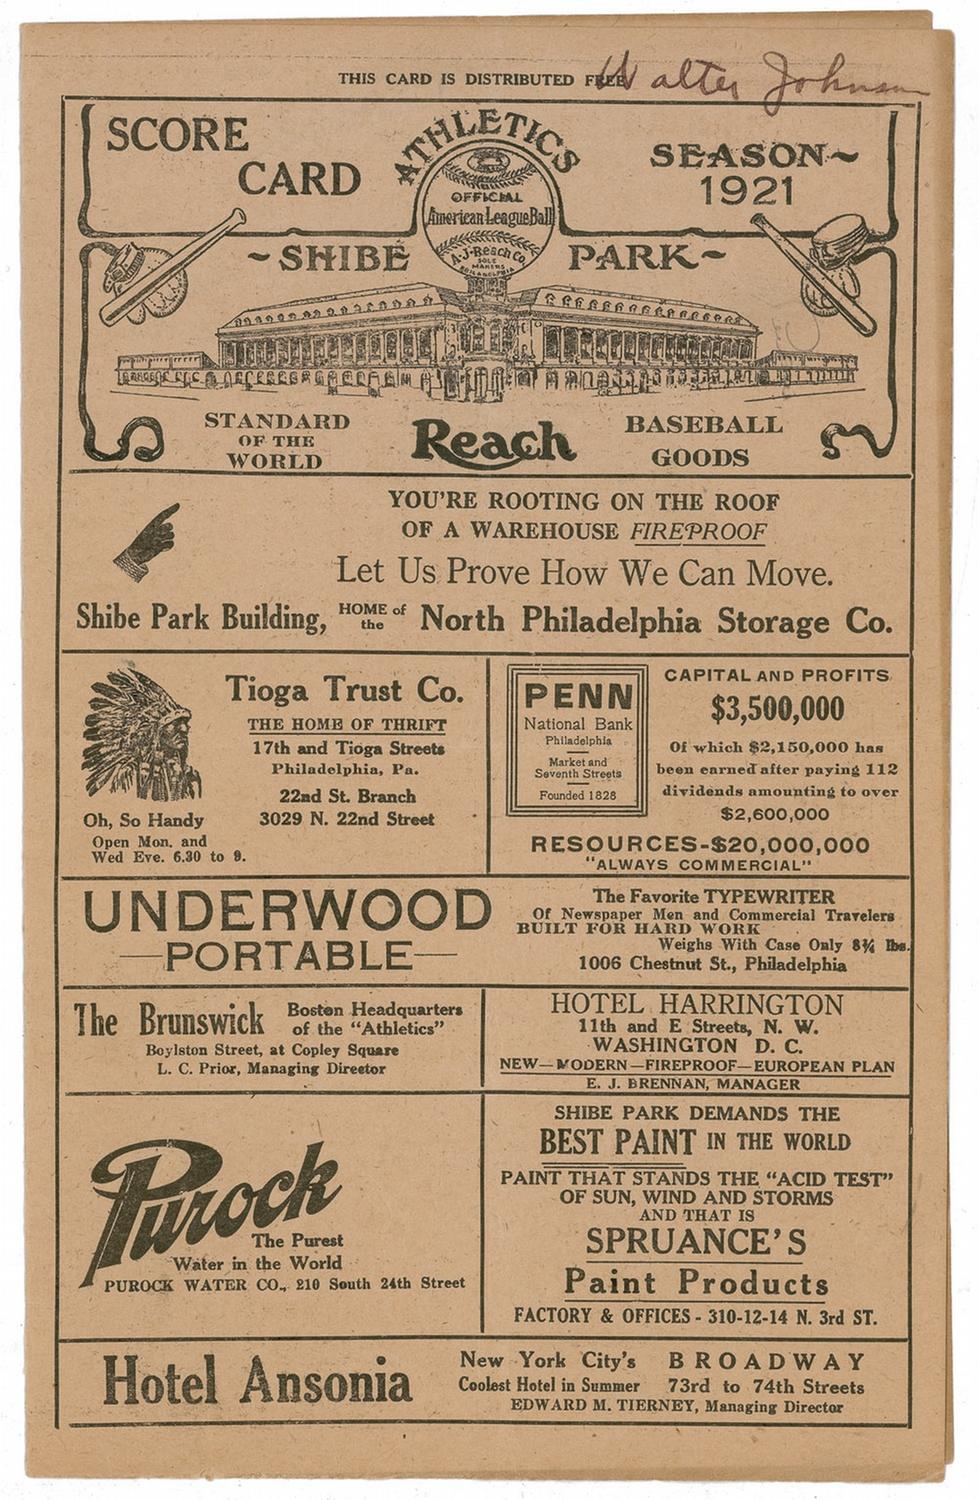 THIS CARD IS DISTRIBUTED FREE
Walter Johnson
SCORE
CARD
ATHLETICS
SEASON~
1921
OFFICIAL
American League Ball
A.J. Reach Co.
SOLE
MAKERS
PHILADELPHIA
~SHIBE PARK~
STANDARD
OF THE
WORLD
Reach
BASEBALL
GOODS
YOU'RE ROOTING ON THE ROOF
OF A WAREHOUSE FIREPROOF
Let Us Prove How We Can Move.
Shibe Park Building, HOME of the North Philadelphia Storage Co.
Tioga Trust Co.
THE HOME OF THRIFT
17th and Tioga Streets
Philadelphia, Pa.
22nd St. Branch
3029 N. 22nd Street
Oh, So Handy
Open Mon. and
Wed Eve. 6.30 to 9.
PENN
National Bank
Philadelphia
Market and
Seventh Streets
Founded 1828
CAPITAL AND PROFITS
$3,500,000
Of which $2,150,000 has
been earned after paying 112
dividends amounting to over
$2,600,000
RESOURCES-$20,000,000
"ALWAYS COMMERCIAL"
UNDERWOOD
—PORTABLE—
The Favorite TYPEWRITER
Of Newspaper Men and Commercial Travelers
BUILT FOR HARD WORK
Weighs With Case Only 8¾ lbs.
1006 Chestnut St., Philadelphia
The Brunswick
Boston Headquarters
of the "Athletics"
Boylston Street, at Copley Square
L. C. Prior, Managing Director
HOTEL HARRINGTON
11th and E Streets, N. W.
WASHINGTON D. C.
NEW—MODERN—FIREPROOF—EUROPEAN PLAN
E. J. BRENNAN, MANAGER
Purock
The Purest
Water in the World
PUROCK WATER CO., 210 South 24th Street
SHIBE PARK DEMANDS THE
BEST PAINT IN THE WORLD
PAINT THAT STANDS THE "ACID TEST"
OF SUN, WIND AND STORMS
AND THAT IS
SPRUANCE'S
Paint Products
FACTORY & OFFICES - 310-12-14 N. 3rd ST.
Hotel Ansonia
New York City's
Coolest Hotel in Summer
BROADWAY
73rd to 74th Streets
EDWARD M. TIERNEY, Managing Director